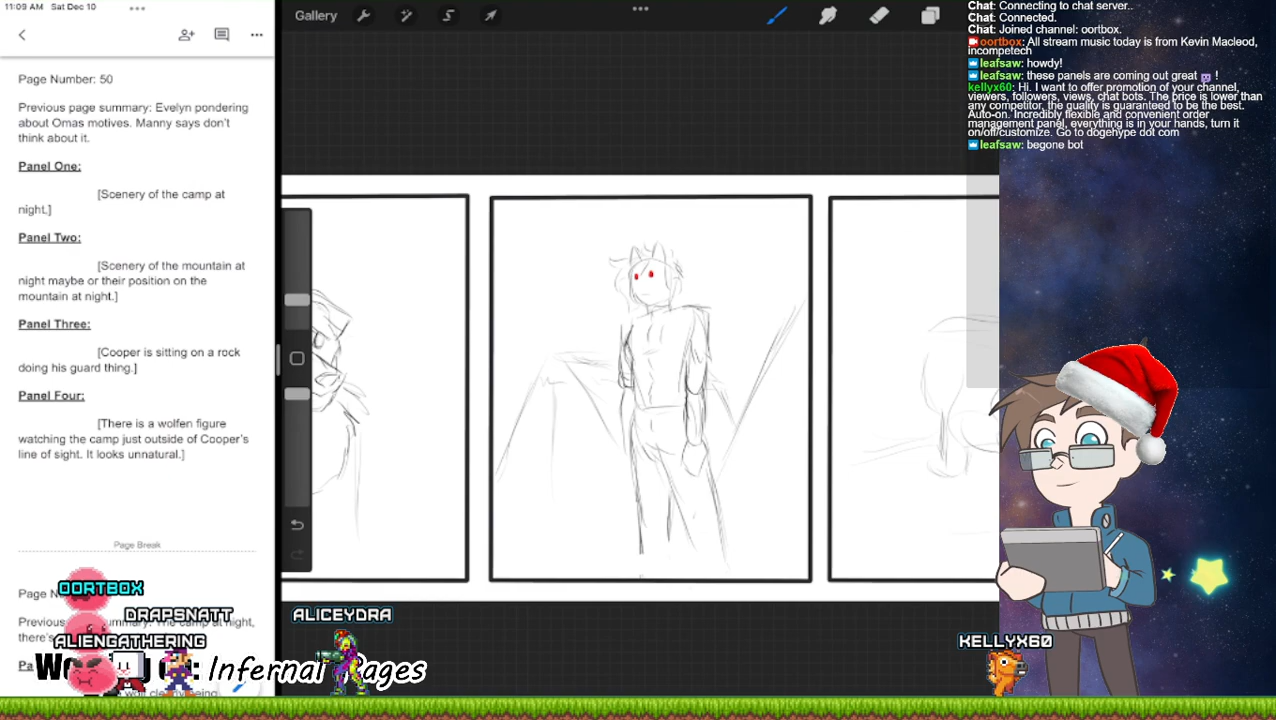 11:09 AM Sat Dec 10
Page Number: 50
Previous page summary: Evelyn pondering
about Omas motives. Manny says don't
think about it.
Panel One:
[Scenery of the camp at
night.]
Panel Two:
[Scenery of the mountain at
night maybe or their position on the
mountain at night.]
Panel Three:
[Cooper is sitting on a rock
doing his guard thing.]
Panel Four:
[There is a wolfen figure
watching the camp just outside of Cooper's
line of sight. It looks unnatural.]
Page Break
Page N
Previous
ummary: The camp at night,
there's
Gallery
Chat: Connecting to chat server..
Chat: Connected.
Chat: Joined channel: oortbox.
oortbox: All stream music today is from Kevin Macleod,
incompetech
leafsaw: howdy!
leafsaw: these panels are coming out great !
kellyx60: Hi. I want to offer promotion of your channel,
viewers, followers, views, chat bots. The price is lower than
any competitor, the quality is guaranteed to be the best.
Auto-on. Incredibly flexible and convenient order
management panel, everything is in your hands, turn it
on/off/customize. Go to dogehype dot com
leafsaw: begone bot
OORTBOX
DRAPSNATT
ALIENGATHERING
ALICEYDRA
KELLYX60
Infernal Pages